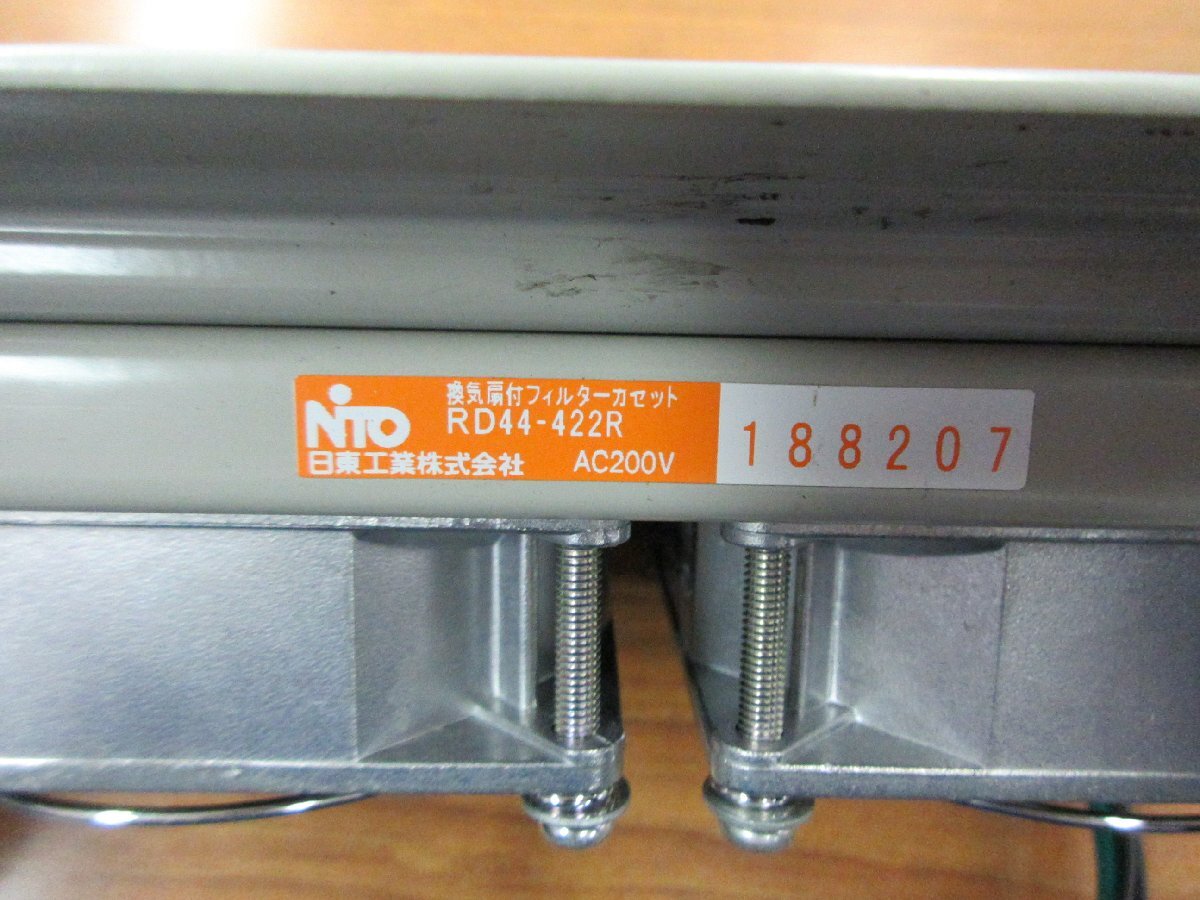 換気扇付フィルターカセット
NiTO RD44-422R
日東工業株式会社 AC200V
188207